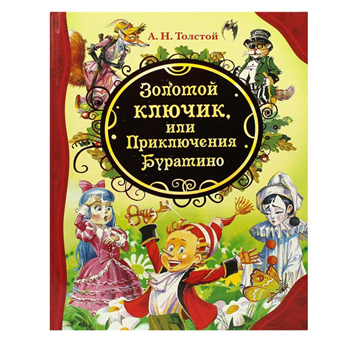 А. Н. Толстой
Золотой
ключик,
или
Приключения
Буратино